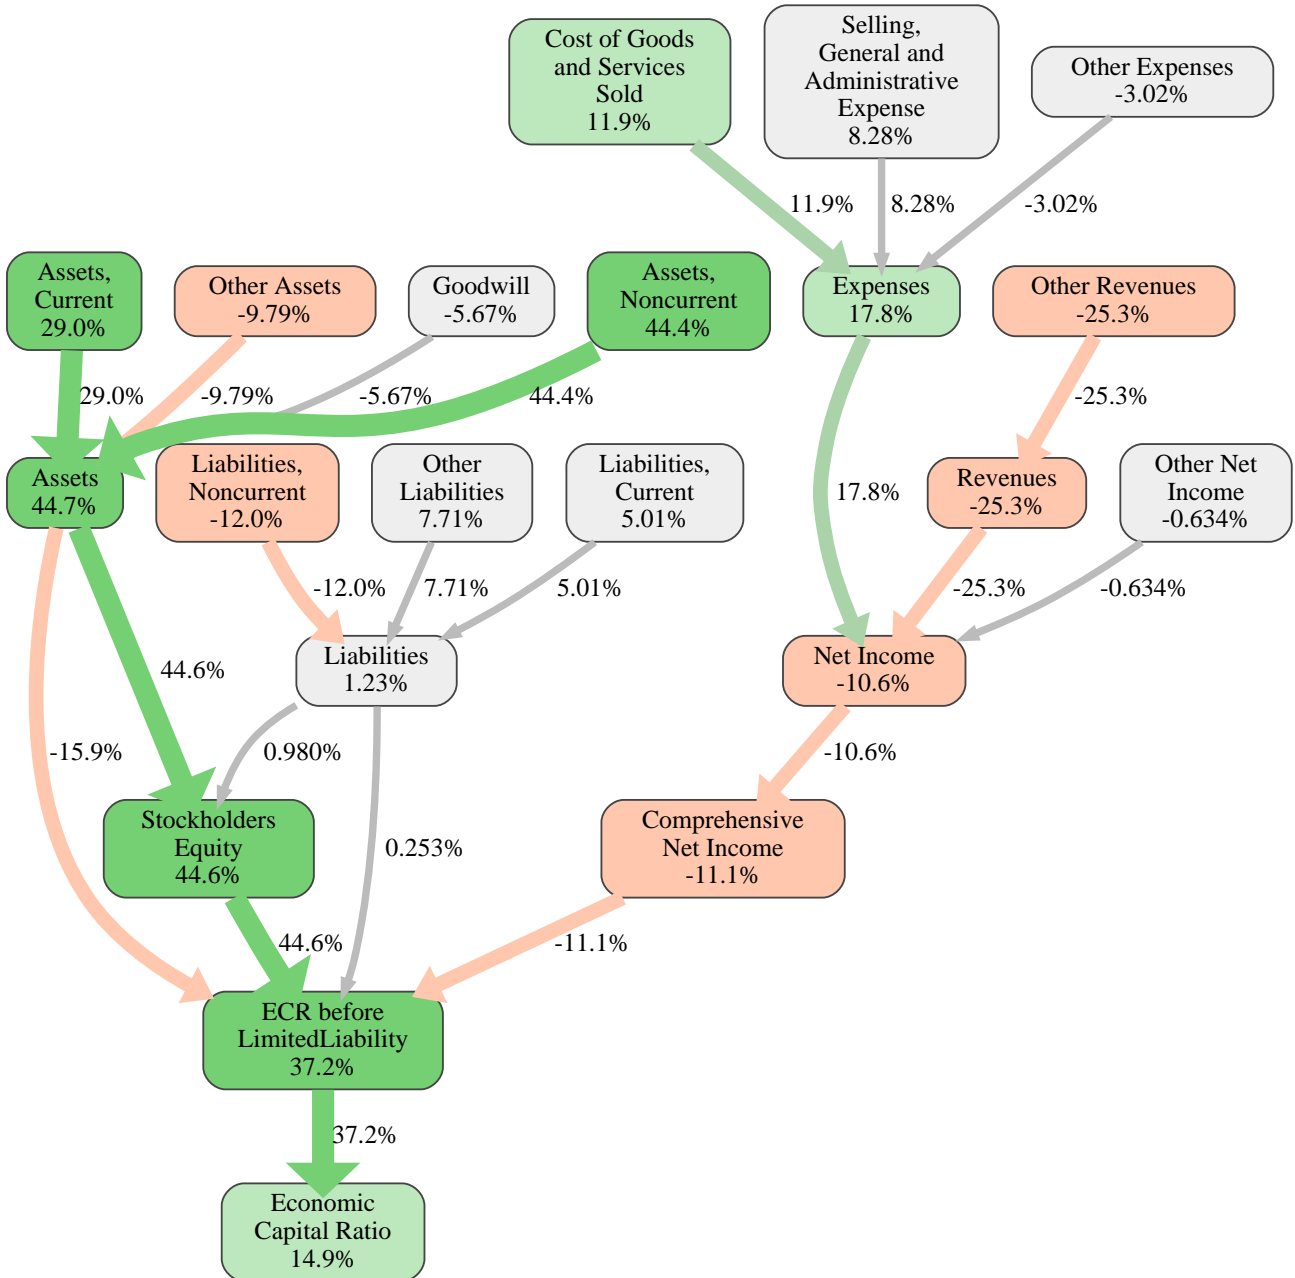 Cost of Goods
and Services
Sold
11.9%
Selling,
General and
Administrative
Expense
8.28%
Other Expenses
-3.02%
11.9%
8.28%
-3.02%
Assets,
Current
29.0%
Other Assets
-9.79%
Goodwill
-5.67%
Assets,
Noncurrent
44.4%
Expenses
17.8%
Other Revenues
-25.3%
29.0%
-9.79%
-5.67%
44.4%
-25.3%
Assets
44.7%
Liabilities,
Noncurrent
-12.0%
Other
Liabilities
7.71%
Liabilities,
Current
5.01%
17.8%
Revenues
-25.3%
Other Net
Income
-0.634%
-12.0%
7.71%
5.01%
-25.3%
-0.634%
44.6%
Liabilities
1.23%
Net Income
-10.6%
-15.9%
0.980%
-10.6%
Stockholders
Equity
44.6%
0.253%
Comprehensive
Net Income
-11.1%
44.6%
-11.1%
ECR before
LimitedLiability
37.2%
37.2%
Economic
Capital Ratio
14.9%